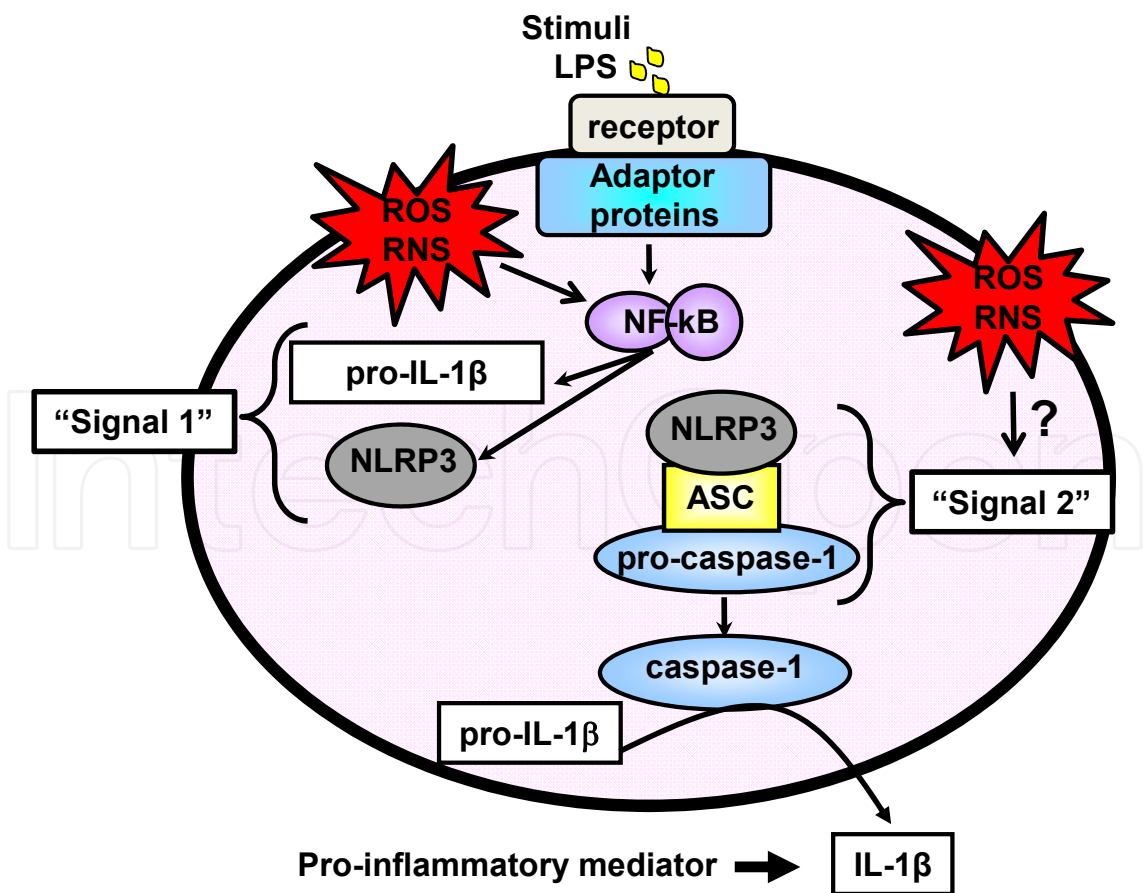 Stimuli
LPS
receptor
Adaptor
proteins
ROS
RNS
ROS
RNS
NF-kB
pro-IL-1β
“Signal 1”
NLRP3
NLRP3
ASC
pro-caspase-1
?
“Signal 2”
caspase-1
pro-IL-1β
Pro-inflammatory mediator
IL-1β
IntechOpen